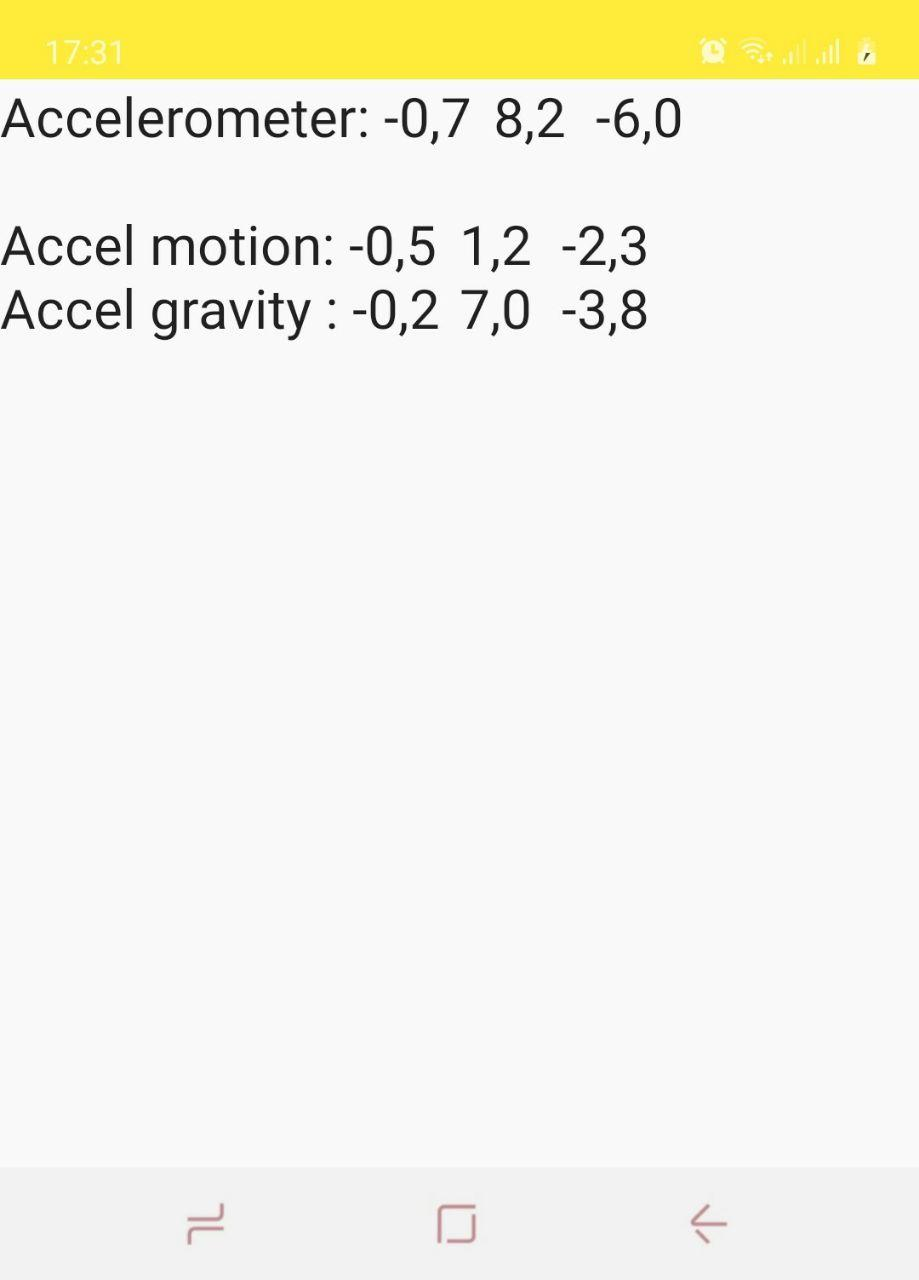 17:31
Accelerometer: -0,7 8,2 -6,0
Accel motion: -0,5 1,2 -2,3
Accel gravity : -0,2 7,0 -3,8